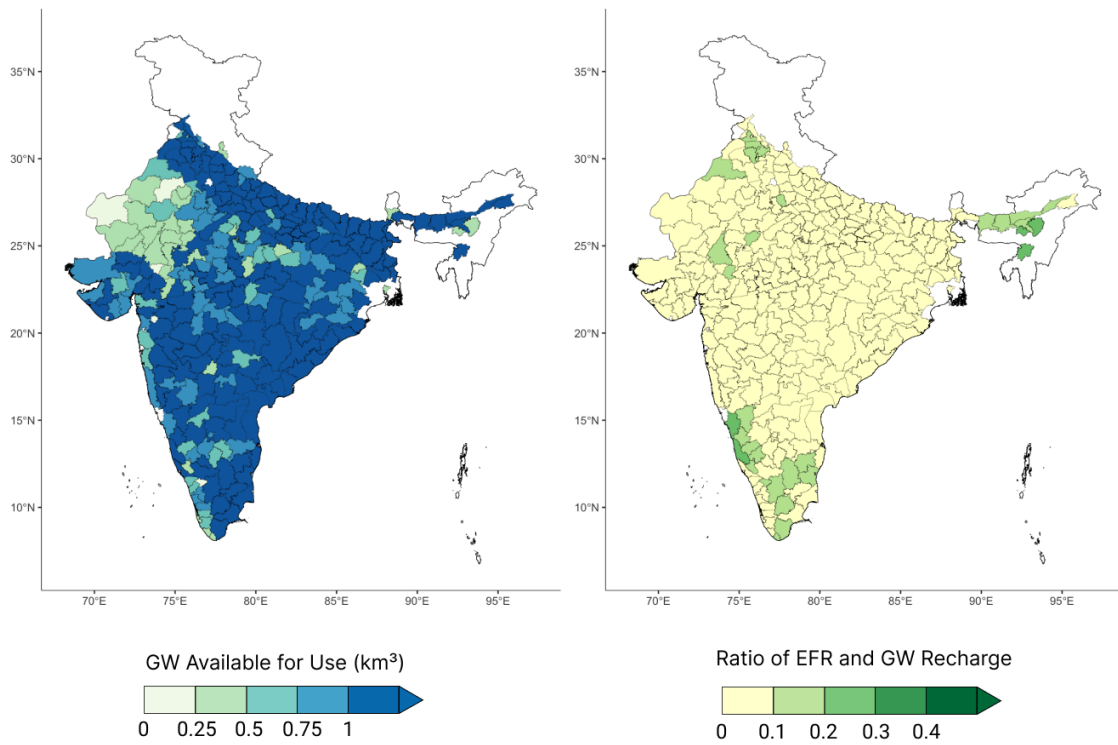 35°N
30°N
25°N
20°N
15°N
10°N
70°E 75°E 80°E 85°E 90°E 95°E
GW Available for Use (km³)
0 0.25 0.5 0.75 1
35°N
30°N
25°N
20°N
15°N
10°N
70°E 75°E 80°E 85°E 90°E 95°E
Ratio of EFR and GW Recharge
0 0.1 0.2 0.3 0.4